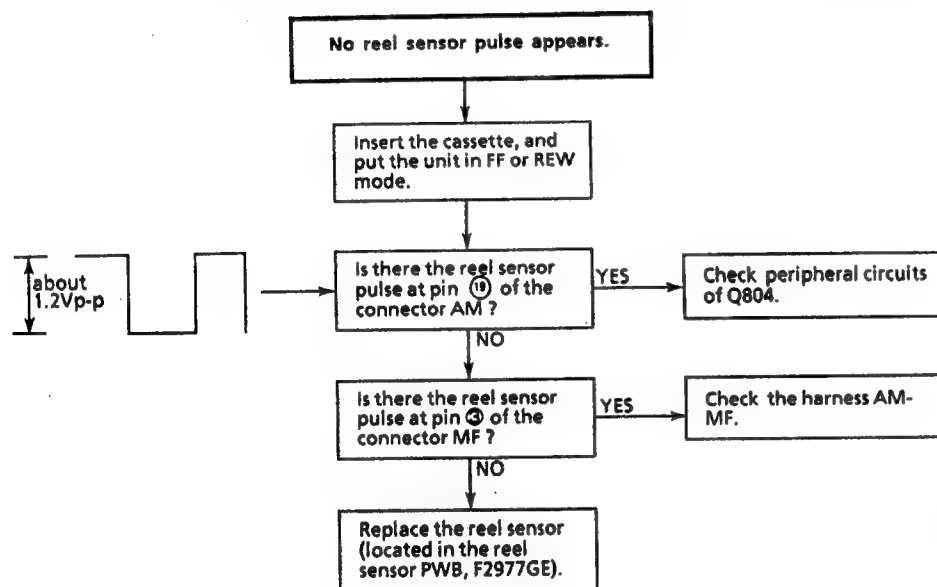 No reel sensor pulse appears.
Insert the cassette, and
put the unit in FF or REW
mode.
about
1.2Vp-p
Is there the reel sensor
pulse at pin ⑲ of the
connector AM ?
YES
Check peripheral circuits
of Q804.
NO
Is there the reel sensor
pulse at pin ③ of the
connector MF ?
YES
Check the harness AM-
MF.
NO
Replace the reel sensor
(located in the reel
sensor PWB, F2977GE).